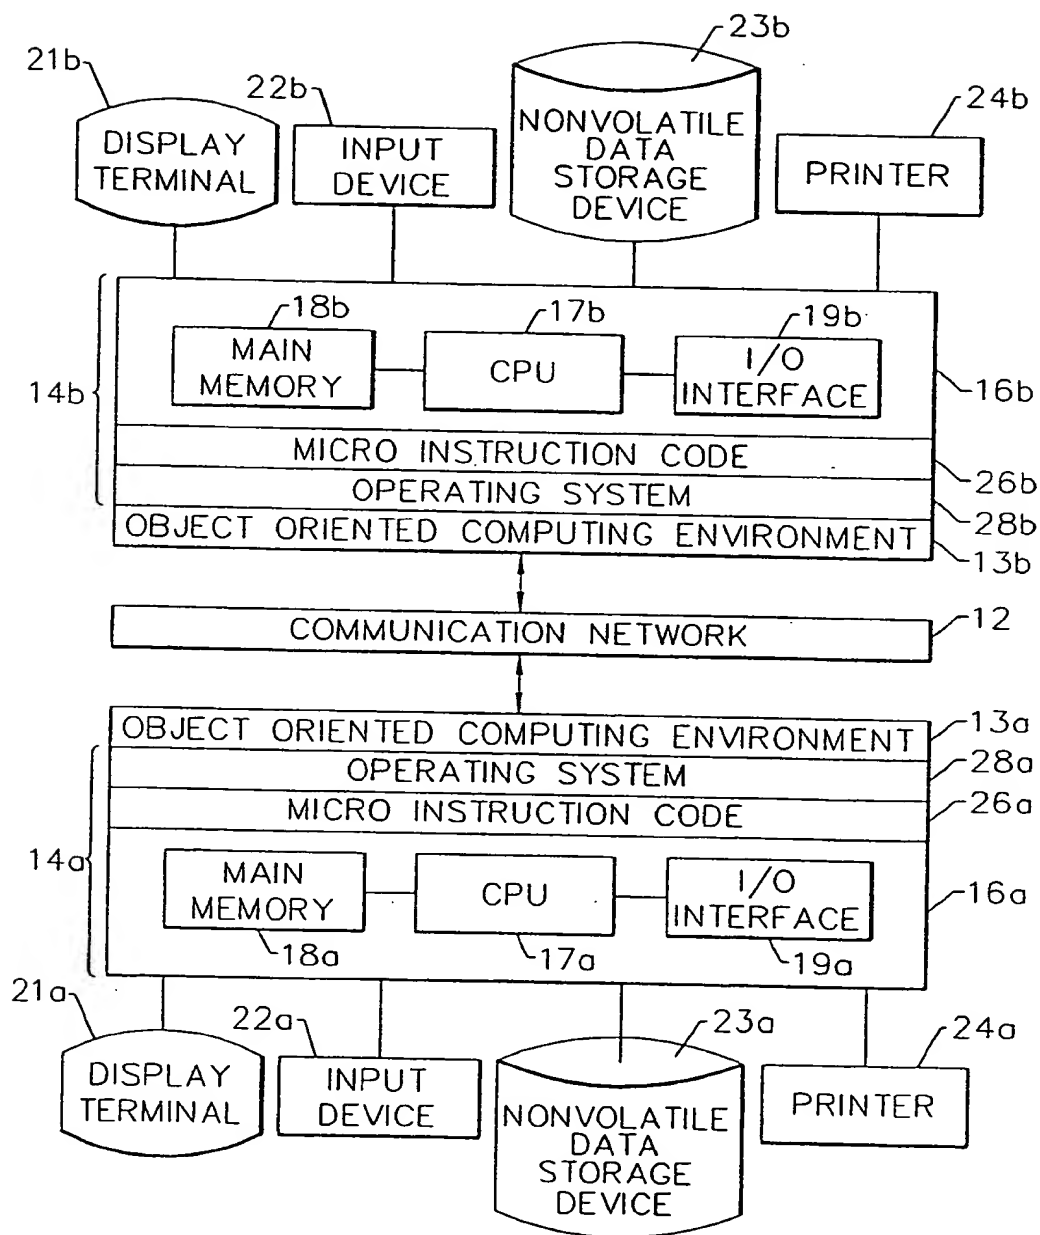 23b
21b
22b
24b
DISPLAY
TERMINAL
INPUT
DEVICE
NONVOLATILE
DATA
STORAGE
DEVICE
PRINTER
14b
18b
17b
19b
MAIN
MEMORY
CPU
I/O
INTERFACE
16b
MICRO INSTRUCTION CODE
26b
OPERATING SYSTEM
28b
OBJECT ORIENTED COMPUTING ENVIRONMENT
13b
COMMUNICATION NETWORK
12
OBJECT ORIENTED COMPUTING ENVIRONMENT
13a
OPERATING SYSTEM
28a
MICRO INSTRUCTION CODE
26a
14a
MAIN
MEMORY
CPU
I/O
INTERFACE
16a
18a
17a
19a
21a
22a
23a
24a
DISPLAY
TERMINAL
INPUT
DEVICE
NONVOLATILE
DATA
STORAGE
DEVICE
PRINTER